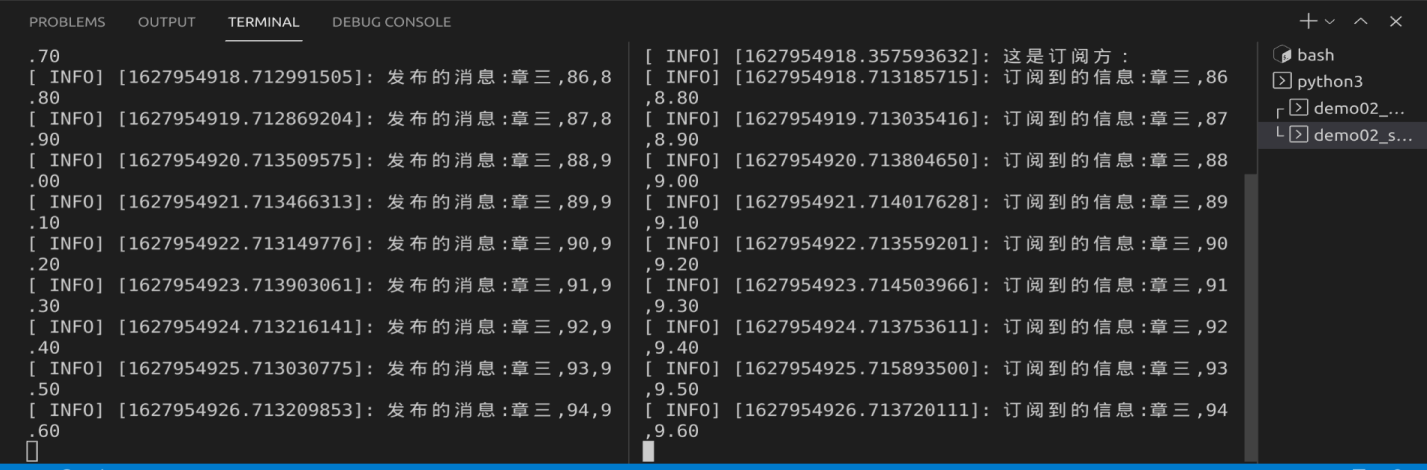 PROBLEMS OUTPUT TERMINAL DEBUG CONSOLE
.70
[ INFO] [1627954918.712991505]: 发布的消息:章三,86,8
.80
[ INFO] [1627954919.712869204]: 发布的消息:章三,87,8
.90
[ INFO] [1627954920.713509575]: 发布的消息:章三,88,9
.00
[ INFO] [1627954921.713466313]: 发布的消息:章三,89,9
.10
[ INFO] [1627954922.713149776]: 发布的消息:章三,90,9
.20
[ INFO] [1627954923.713903061]: 发布的消息:章三,91,9
.30
[ INFO] [1627954924.713216141]: 发布的消息:章三,92,9
.40
[ INFO] [1627954925.713030775]: 发布的消息:章三,93,9
.50
[ INFO] [1627954926.713209853]: 发布的消息:章三,94,9
.60
[ INFO] [1627954918.357593632]: 这是订阅方：
[ INFO] [1627954918.713185715]: 订阅到的信息:章三,86
,8.80
[ INFO] [1627954919.713035416]: 订阅到的信息:章三,87
,8.90
[ INFO] [1627954920.713804650]: 订阅到的信息:章三,88
,9.00
[ INFO] [1627954921.714017628]: 订阅到的信息:章三,89
,9.10
[ INFO] [1627954922.713559201]: 订阅到的信息:章三,90
,9.20
[ INFO] [1627954923.714503966]: 订阅到的信息:章三,91
,9.30
[ INFO] [1627954924.713753611]: 订阅到的信息:章三,92
,9.40
[ INFO] [1627954925.715893500]: 订阅到的信息:章三,93
,9.50
[ INFO] [1627954926.713720111]: 订阅到的信息:章三,94
,9.60
bash
python3
demo02_...
demo02_s...